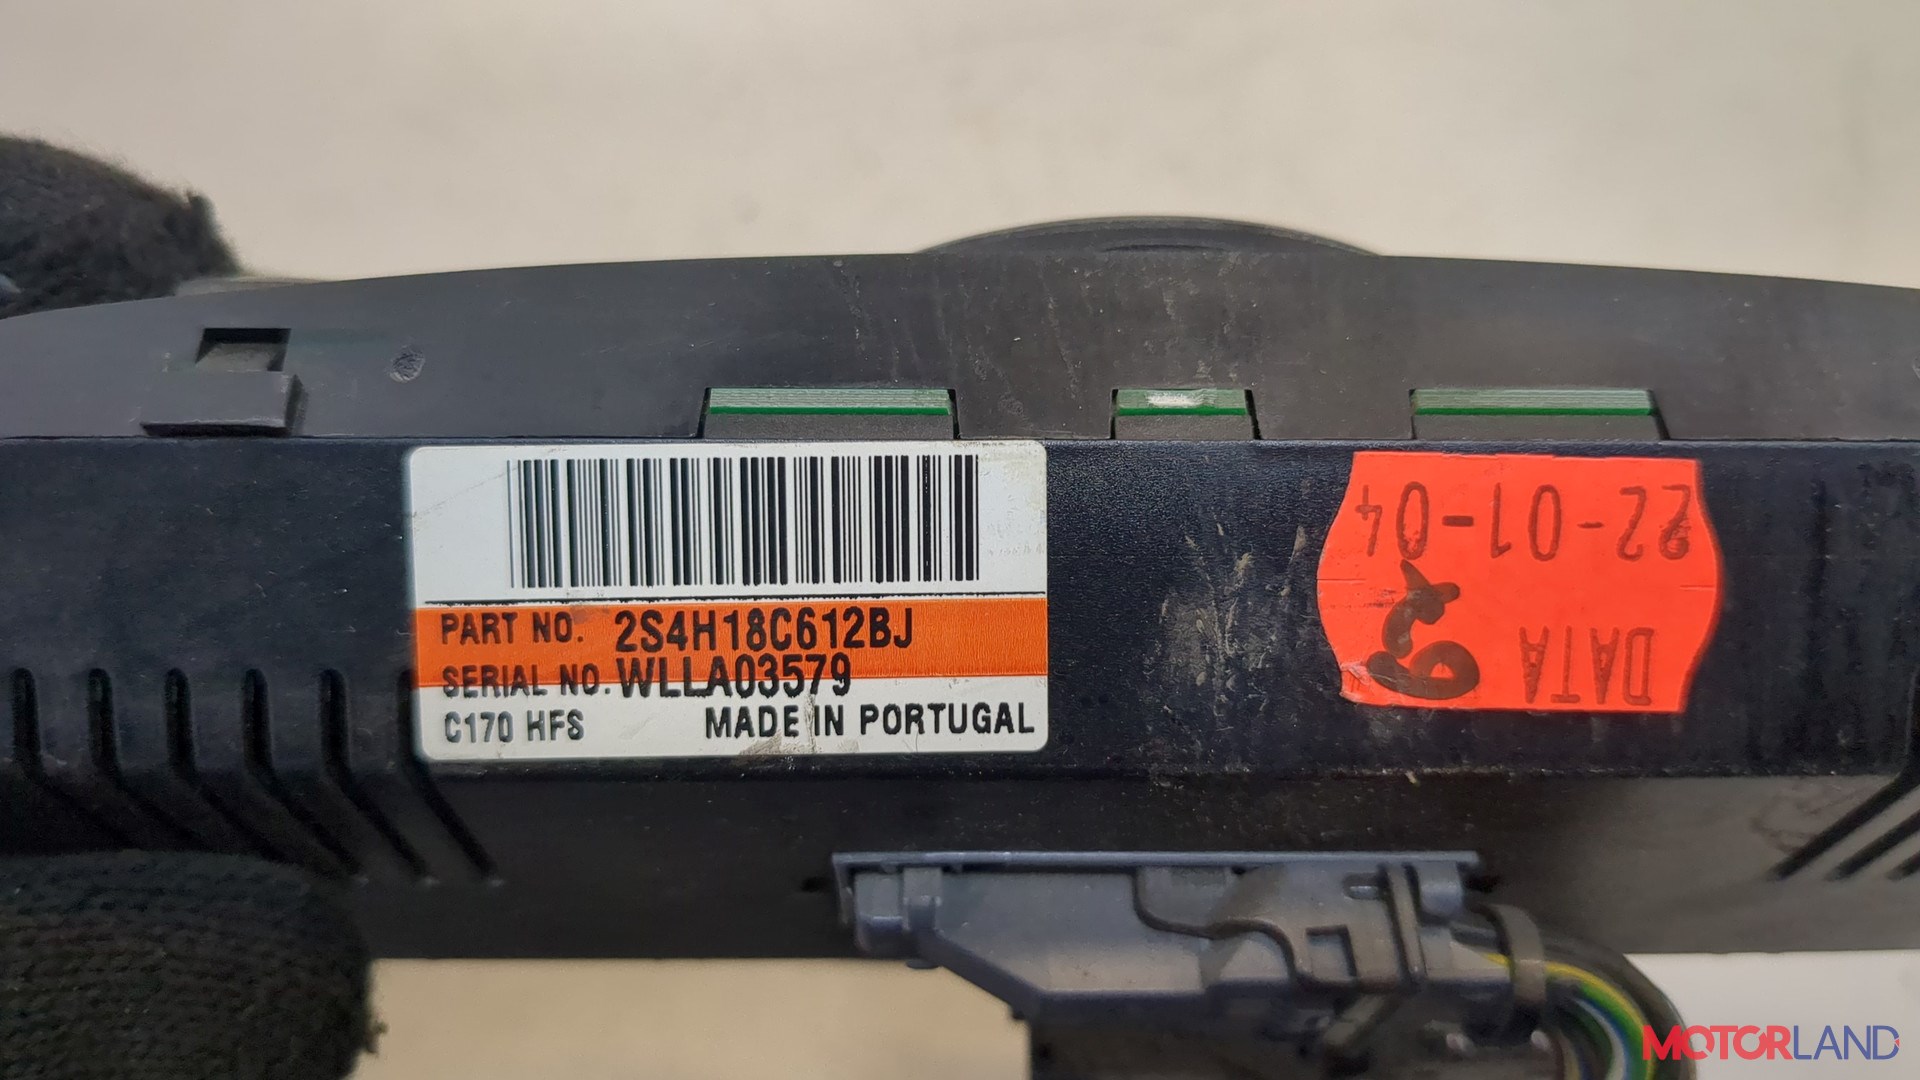 PART NO. 2S4H18C612BJ
SERIAL NO. WLLA03579
C170 HFS MADE IN PORTUGAL
DATA
22-01-04
MOTORLAND